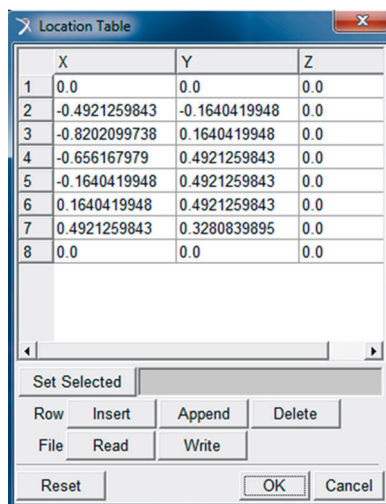 Location Table
X Y Z
1 0.0 0.0 0.0
2 -0.4921259843 -0.1640419948 0.0
3 -0.8202099738 0.1640419948 0.0
4 -0.656167979 0.4921259843 0.0
5 -0.1640419948 0.4921259843 0.0
6 0.1640419948 0.4921259843 0.0
7 0.4921259843 0.3280839895 0.0
8 0.0 0.0 0.0
Set Selected
Row Insert Append Delete
File Read Write
Reset OK Cancel